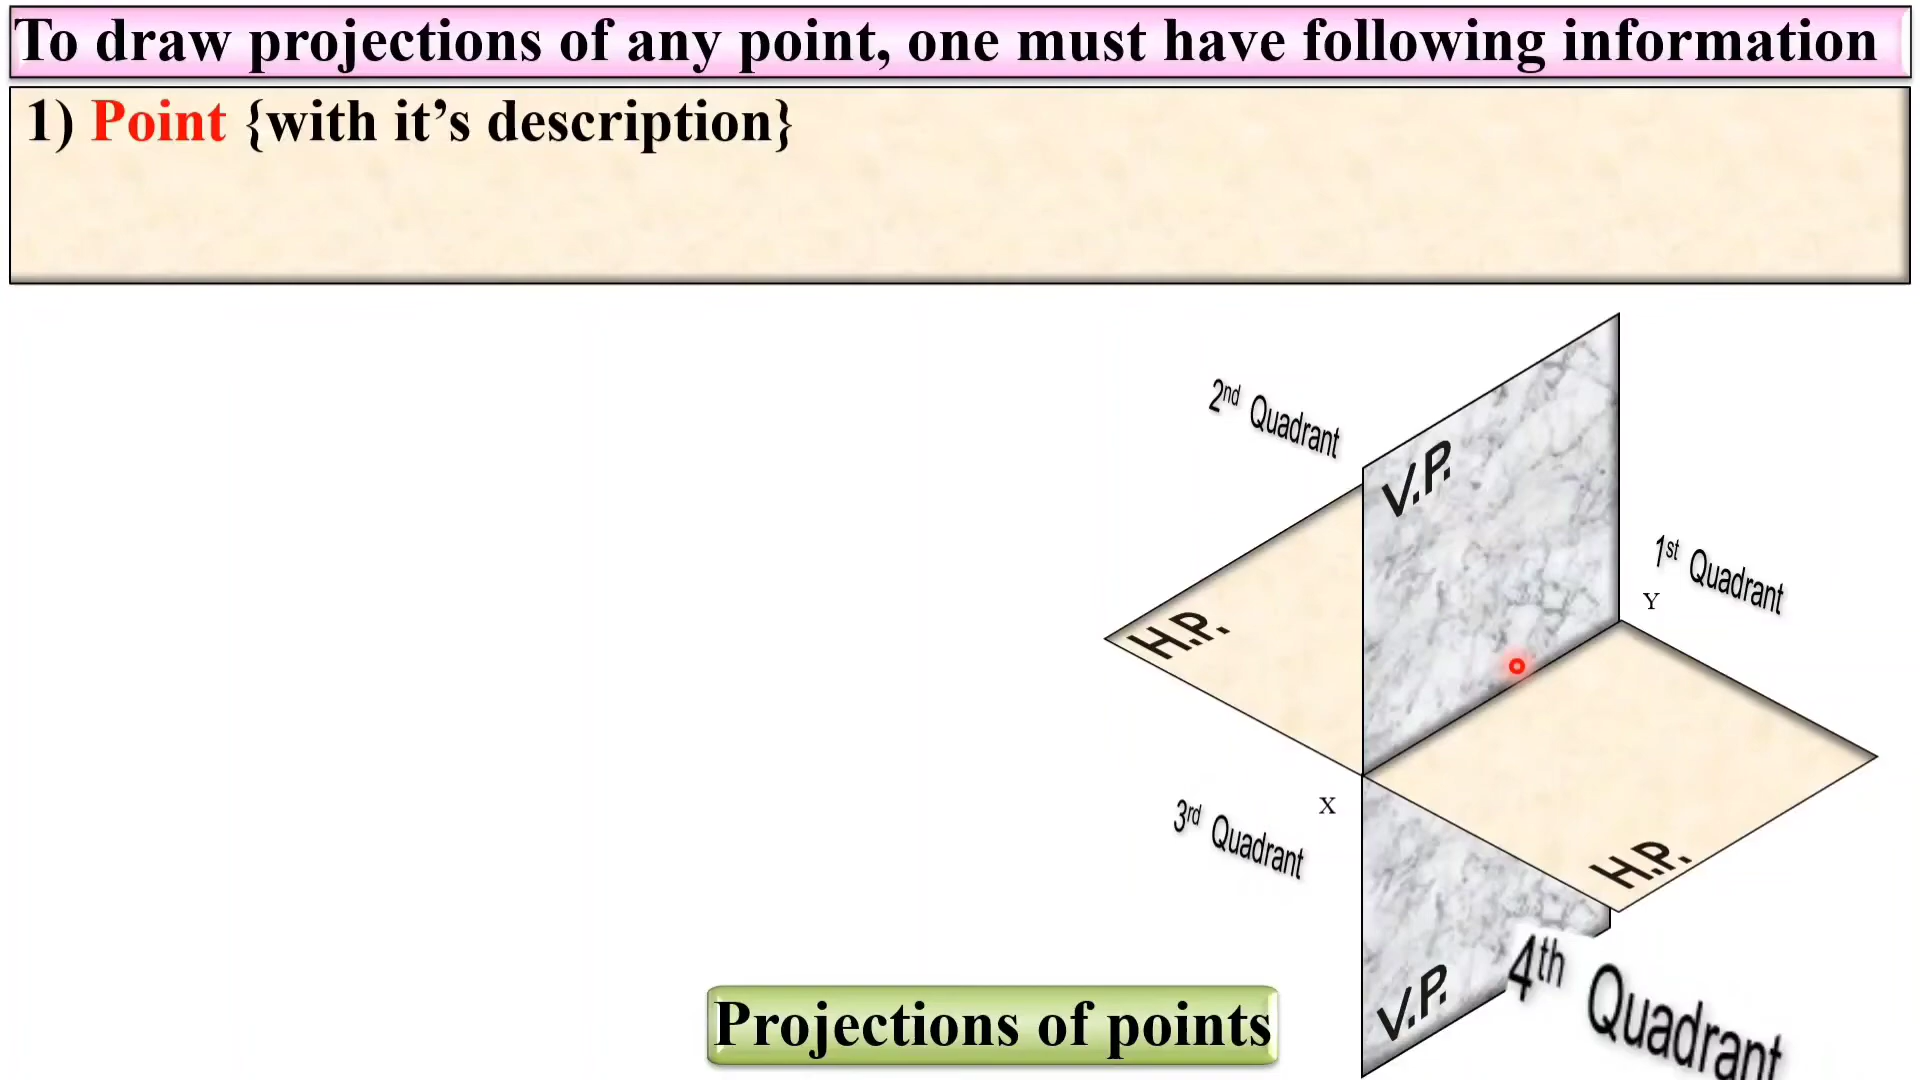 To draw projections of any point, one must have following information
1) Point {with it’s description}
2nd Quadrant
V.P.
1st Quadrant
Y
H.P.
X
3rd Quadrant
H.P.
4th Quadrant
V.P.
Projections of points